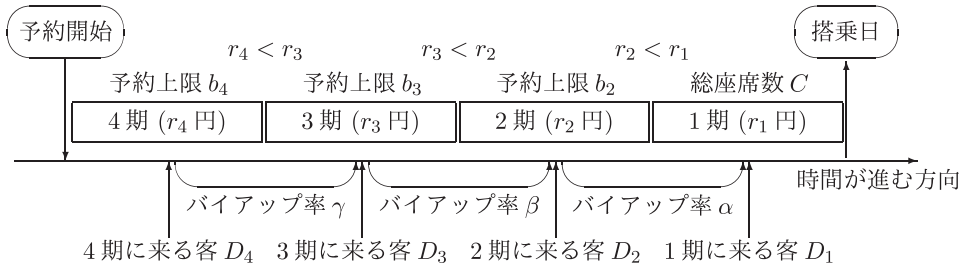 予約開始 搭乗日
r₄ < r₃ r₃ < r₂ r₂ < r₁
予約上限 b₄ 予約上限 b₃ 予約上限 b₂ 総座席数 C
4 期 (r₄ 円) 3 期 (r₃ 円) 2 期 (r₂ 円) 1 期 (r₁ 円)
時間が進む方向
バイアップ率 γ バイアップ率 β バイアップ率 α
4 期に来る客 D₄ 3 期に来る客 D₃ 2 期に来る客 D₂ 1 期に来る客 D₁